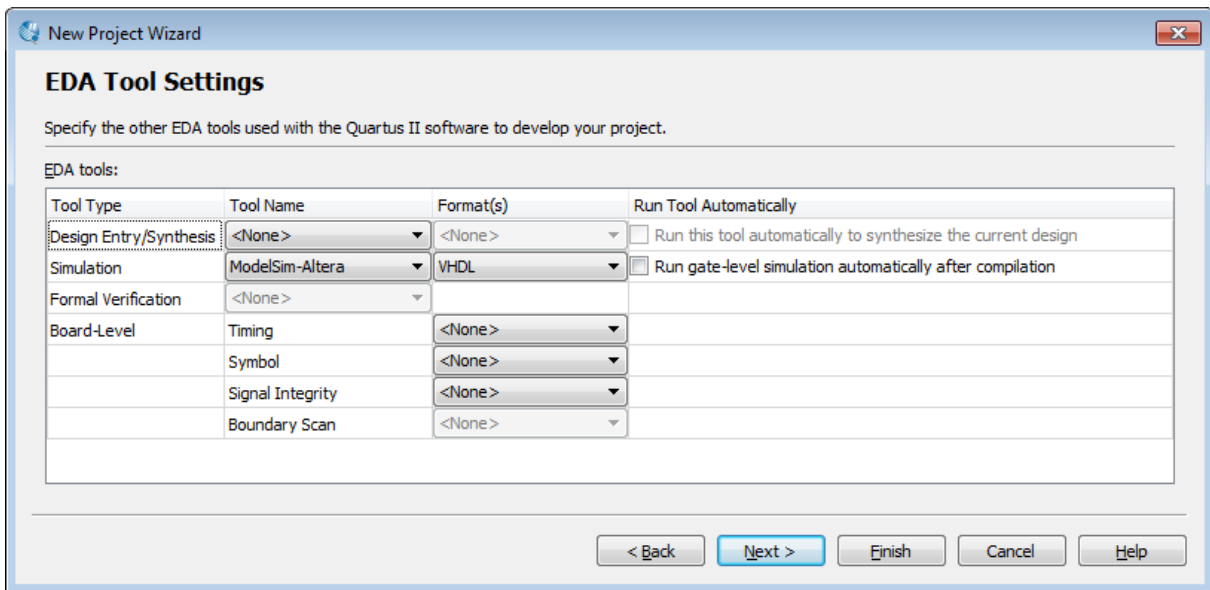 New Project Wizard
EDA Tool Settings
Specify the other EDA tools used with the Quartus II software to develop your project.
EDA tools:
Tool Type Tool Name Format(s) Run Tool Automatically
Design Entry/Synthesis <None> <None> Run this tool automatically to synthesize the current design
Simulation ModelSim-Altera VHDL Run gate-level simulation automatically after compilation
Formal Verification <None>
Board-Level Timing <None>
Symbol <None>
Signal Integrity <None>
Boundary Scan <None>
< Back Next > Finish Cancel Help